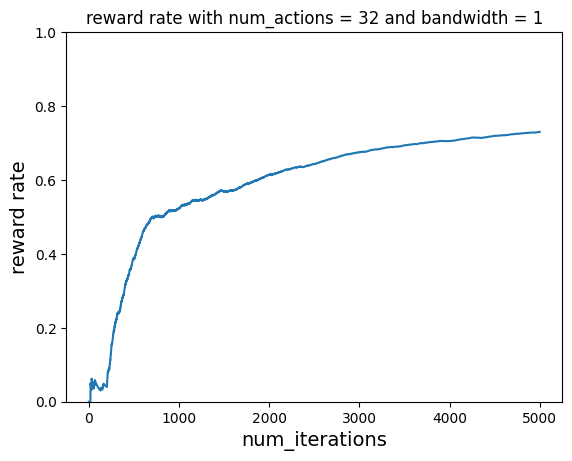 reward rate with num_actions = 32 and bandwidth = 1
1.0
0.8
0.6
0.4
0.2
0.0
reward rate
0 1000 2000 3000 4000 5000
num_iterations